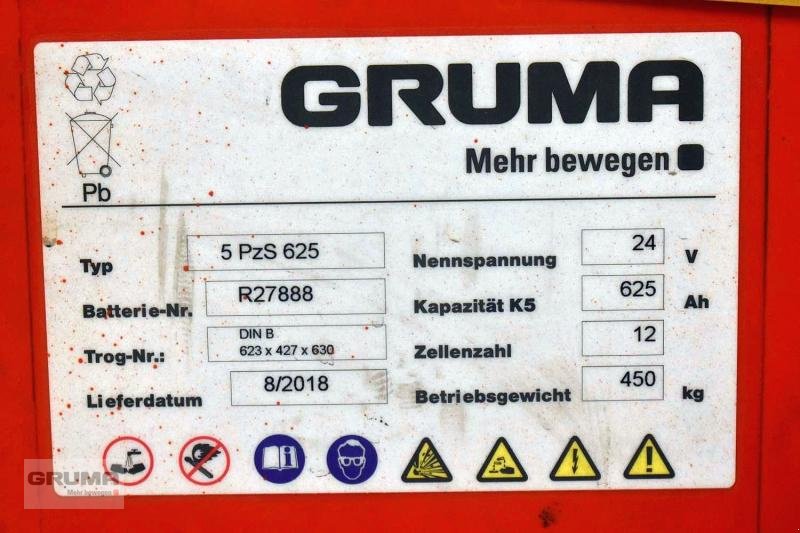 GRUMA
Mehr bewegen
Pb
Typ 5 PzS 625
Batterie-Nr. R27888
Trog-Nr.: DIN B
623 x 427 x 630
Lieferdatum 8/2018
Nennspannung 24 V
Kapazität K5 625 Ah
Zellenzahl 12
Betriebsgewicht 450 kg
GRUMA
Mehr bewegen